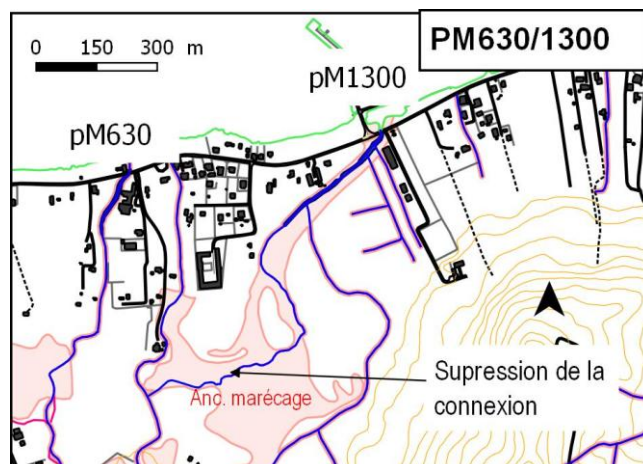 PM630/1300
0 150 300 m
pM1300
pM630
Supression de la
connexion
Anc. marécage